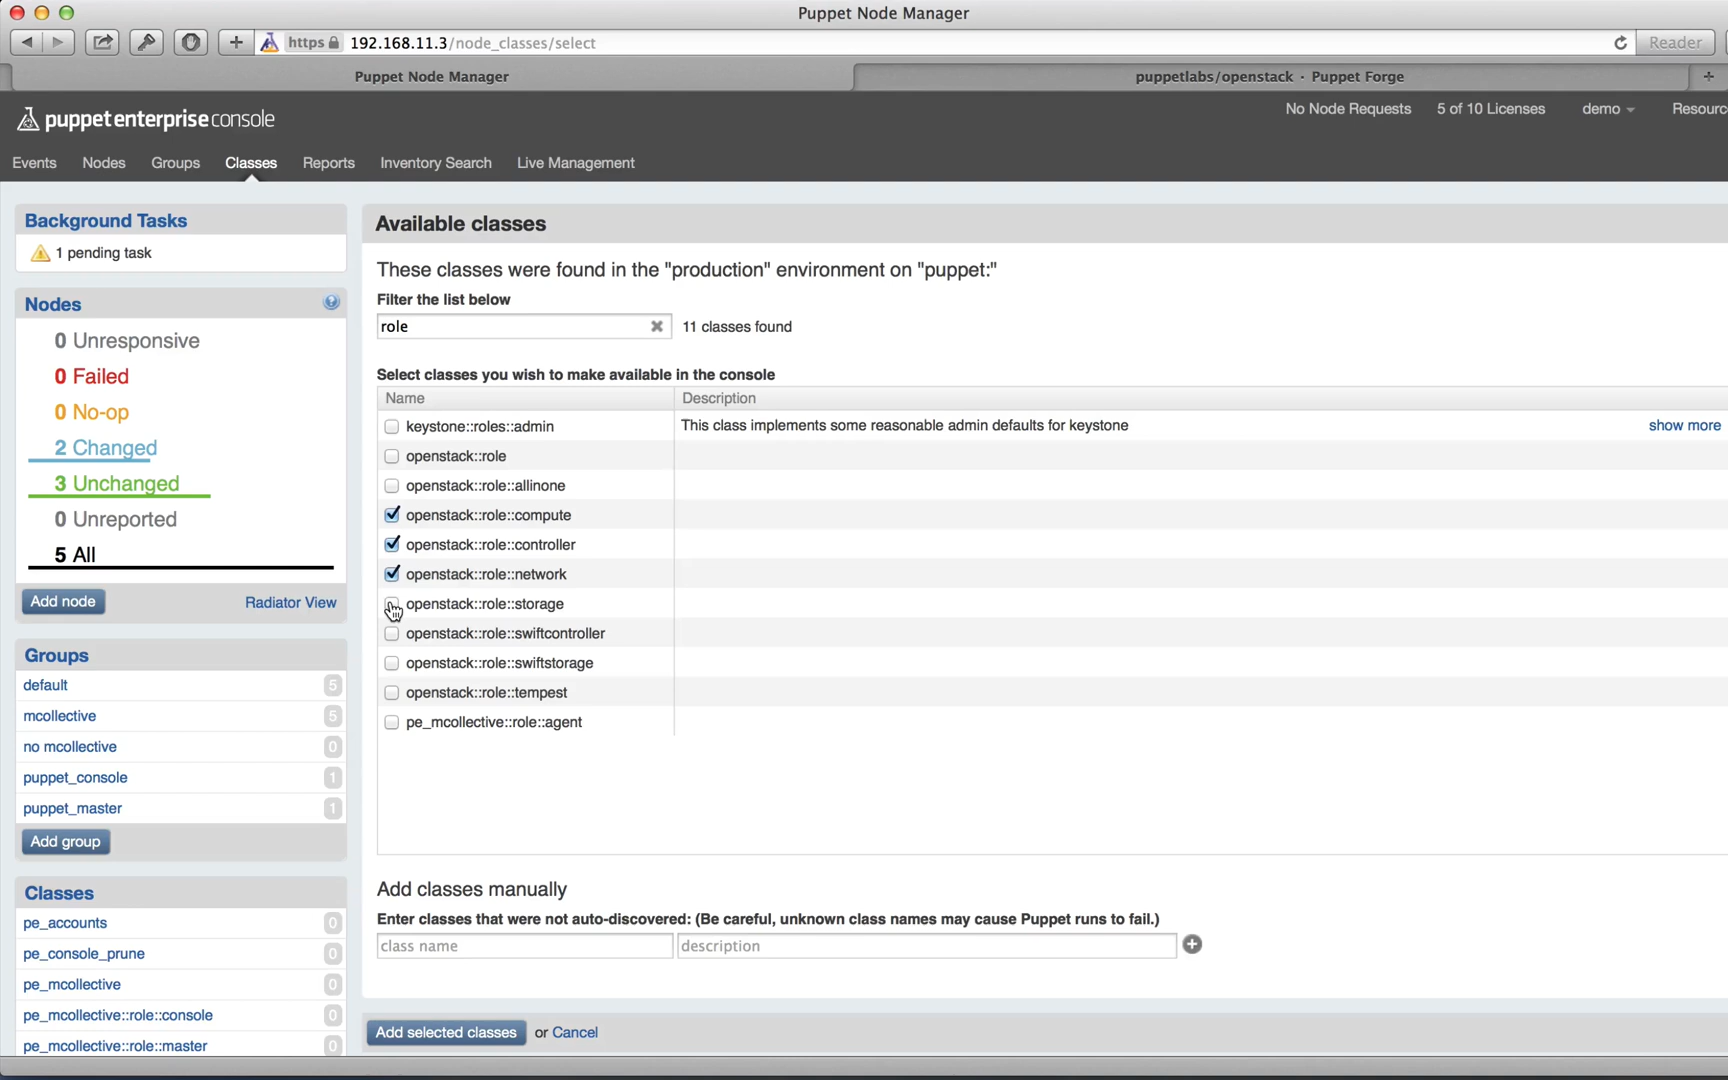 Puppet Node Manager
https 192.168.11.3/node_classes/select
Reader
Puppet Node Manager
puppetlabs/openstack · Puppet Forge
puppet enterprise console
No Node Requests
5 of 10 Licenses
demo
Resourc
Events
Nodes
Groups
Classes
Reports
Inventory Search
Live Management
Background Tasks
1 pending task
Nodes
0 Unresponsive
0 Failed
0 No-op
2 Changed
3 Unchanged
0 Unreported
5 All
Add node
Radiator View
Groups
default 5
mcollective 5
no mcollective 0
puppet_console 1
puppet_master 1
Add group
Classes
pe_accounts 0
pe_console_prune 0
pe_mcollective 0
pe_mcollective::role::console 0
pe_mcollective::role::master 0
Available classes
These classes were found in the "production" environment on "puppet:"
Filter the list below
role
11 classes found
Select classes you wish to make available in the console
Name
Description
keystone::roles::admin
This class implements some reasonable admin defaults for keystone
show more
openstack::role
openstack::role::allinone
openstack::role::compute
openstack::role::controller
openstack::role::network
openstack::role::storage
openstack::role::swiftcontroller
openstack::role::swiftstorage
openstack::role::tempest
pe_mcollective::role::agent
Add classes manually
Enter classes that were not auto-discovered: (Be careful, unknown class names may cause Puppet runs to fail.)
class name
description
Add selected classes or Cancel